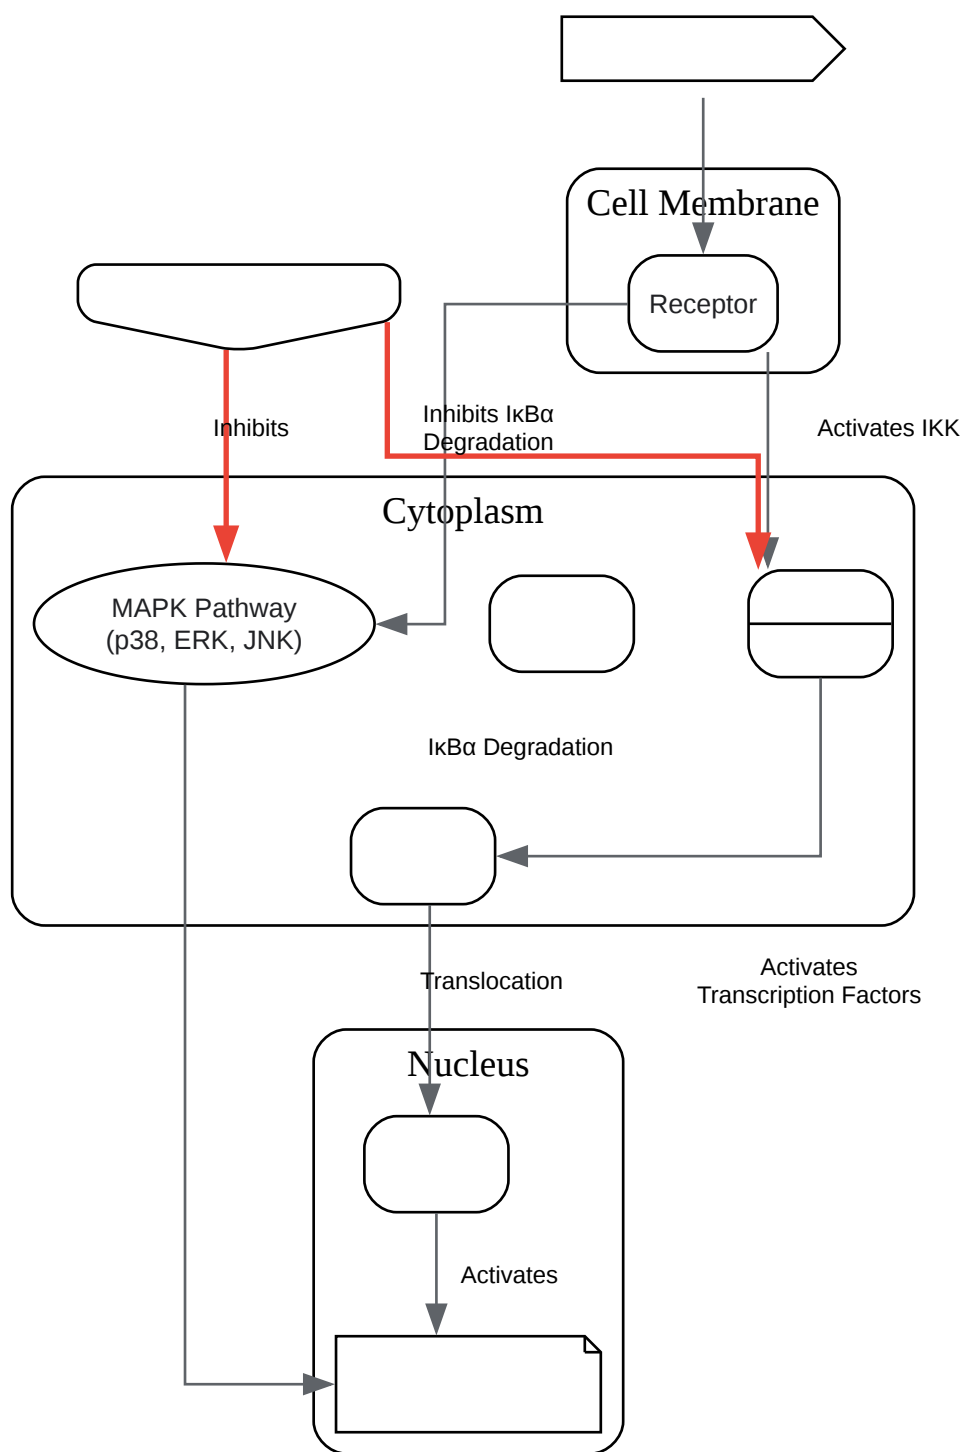 Cell Membrane
Receptor
Inhibits
Inhibits IκBα
Degradation
Activates IKK
Cytoplasm
MAPK Pathway
(p38, ERK, JNK)
IκBα Degradation
Translocation
Activates
Transcription Factors
Nucleus
Activates